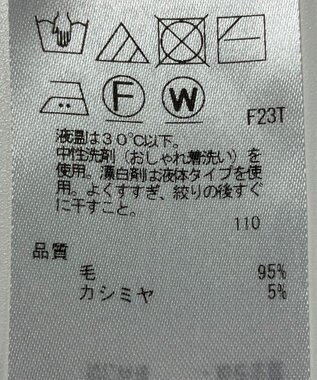 F
W
F23T
液温は30℃以下。
中性洗剤（おしゃれ着洗い）を
使用。漂白剤は液体タイプを使
用。よくすすぎ、絞りの後すぐ
に干すこと。
110
品質
毛 95%
カシミヤ 5%